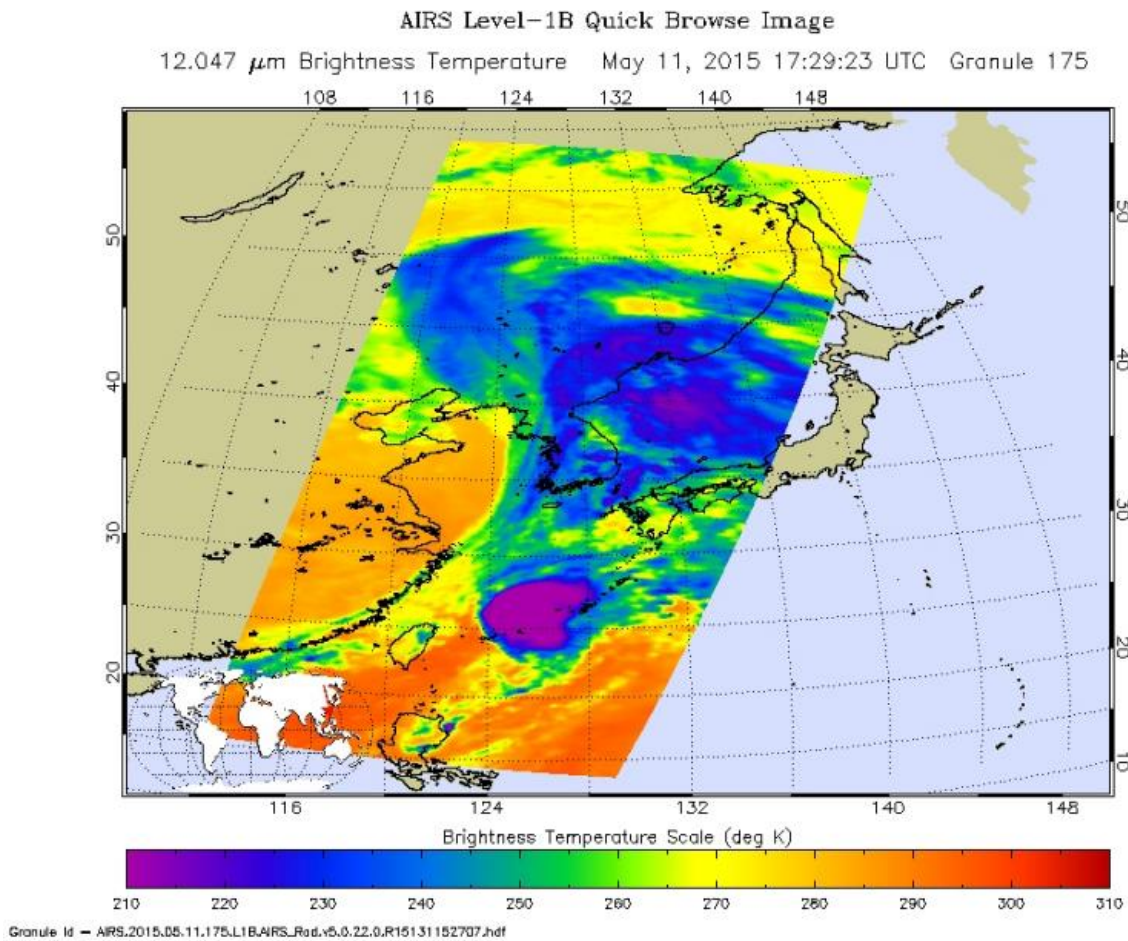 AIRS Level-1B Quick Browse Image
12.047 μm Brightness Temperature May 11, 2015 17:29:23 UTC Granule 175
108 116 124 132 140 148
50 50
40 40
30 30
20 20
10
116 124 132 140 148
Brightness Temperature Scale (deg K)
210 220 230 240 250 260 270 280 290 300 310
Granule Id - AIRS.2015.05.11.175.L1B.AIRS_Rad.v5.0.22.0.R15131152707.hdf